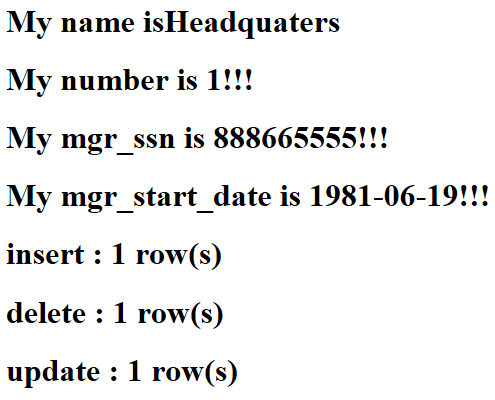 My name isHeadquaters
My number is 1!!!
My mgr_ssn is 888665555!!!
My mgr_start_date is 1981-06-19!!!
insert : 1 row(s)
delete : 1 row(s)
update : 1 row(s)